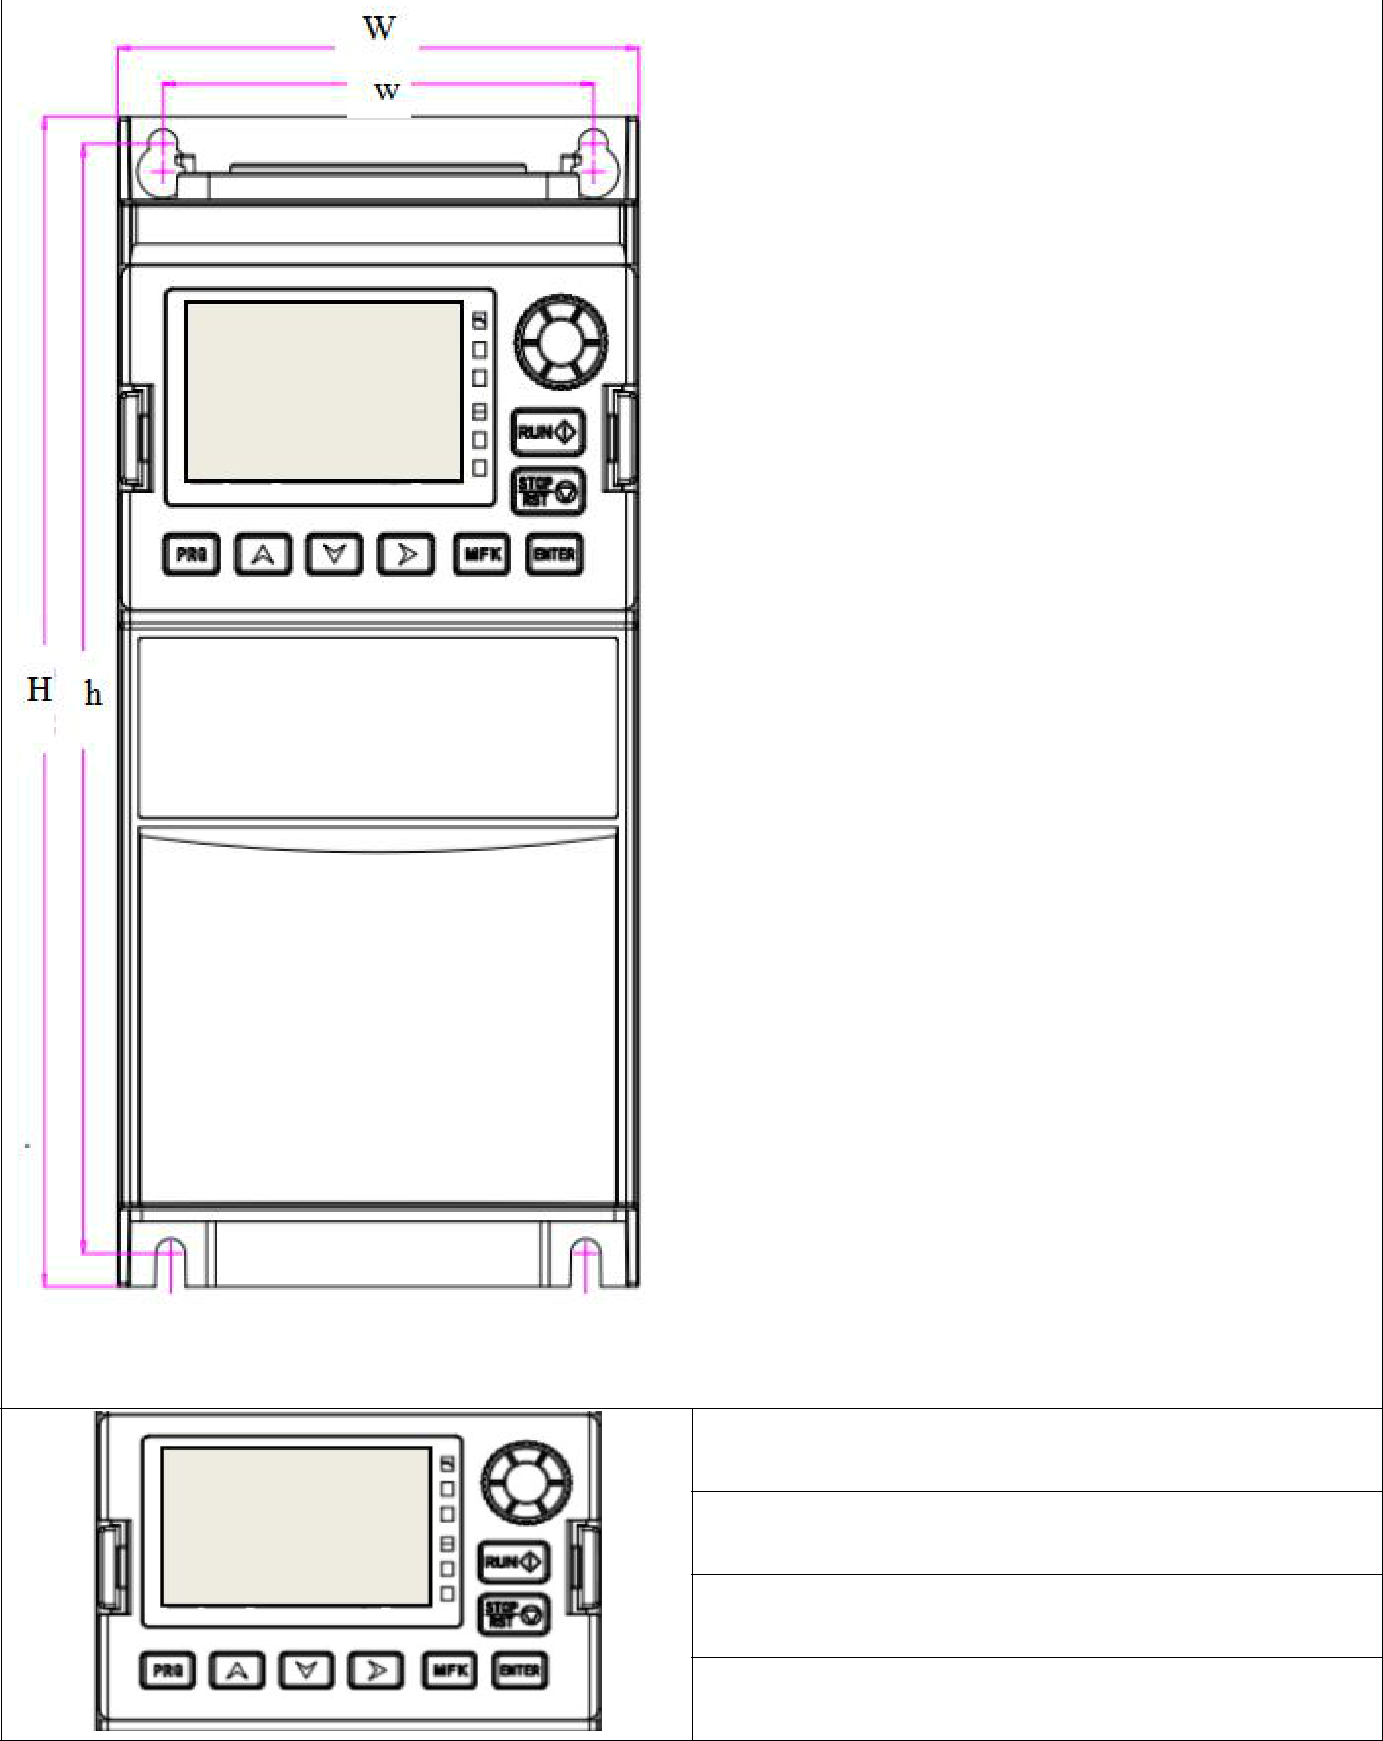 W
w
H h
RUN
STOP
RST
PRG MFK ENTER
RUN
STOP
RST
PRG MFK ENTER